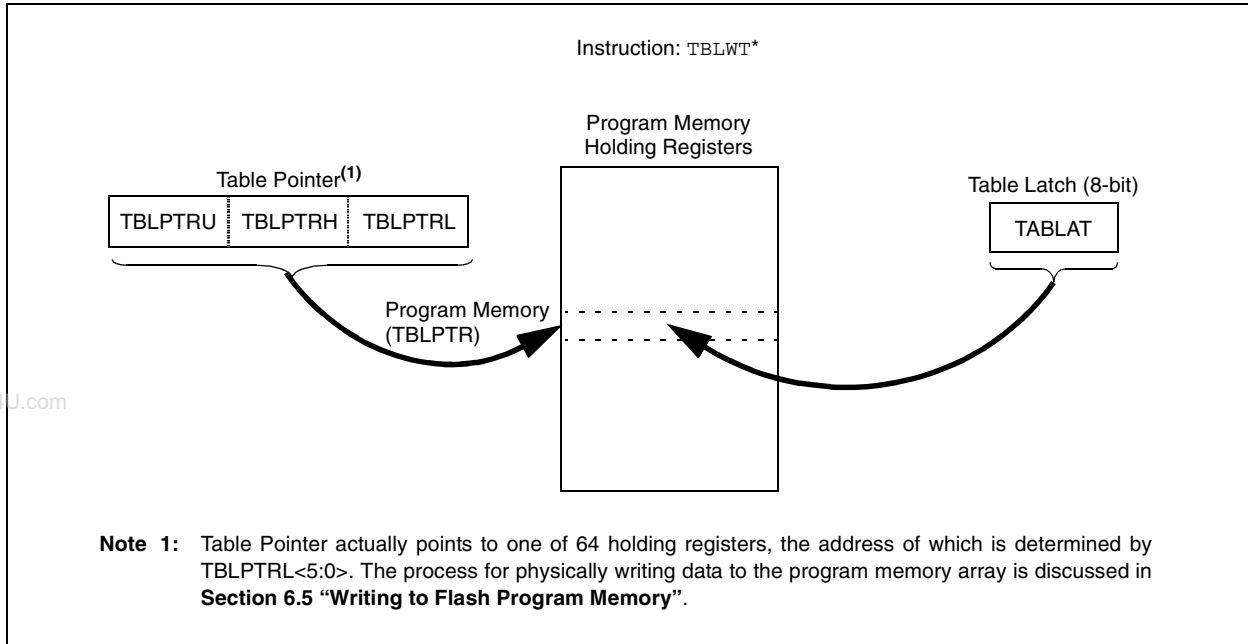 Instruction: TBLWT*
Program Memory
Holding Registers
Table Pointer(1)
Table Latch (8-bit)
TBLPTRU TBLPTRH TBLPTRL
TABLAT
Program Memory
(TBLPTR)
Note 1: Table Pointer actually points to one of 64 holding registers, the address of which is determined by
TBLPTRL<5:0>. The process for physically writing data to the program memory array is discussed in
Section 6.5 “Writing to Flash Program Memory”.
U.com